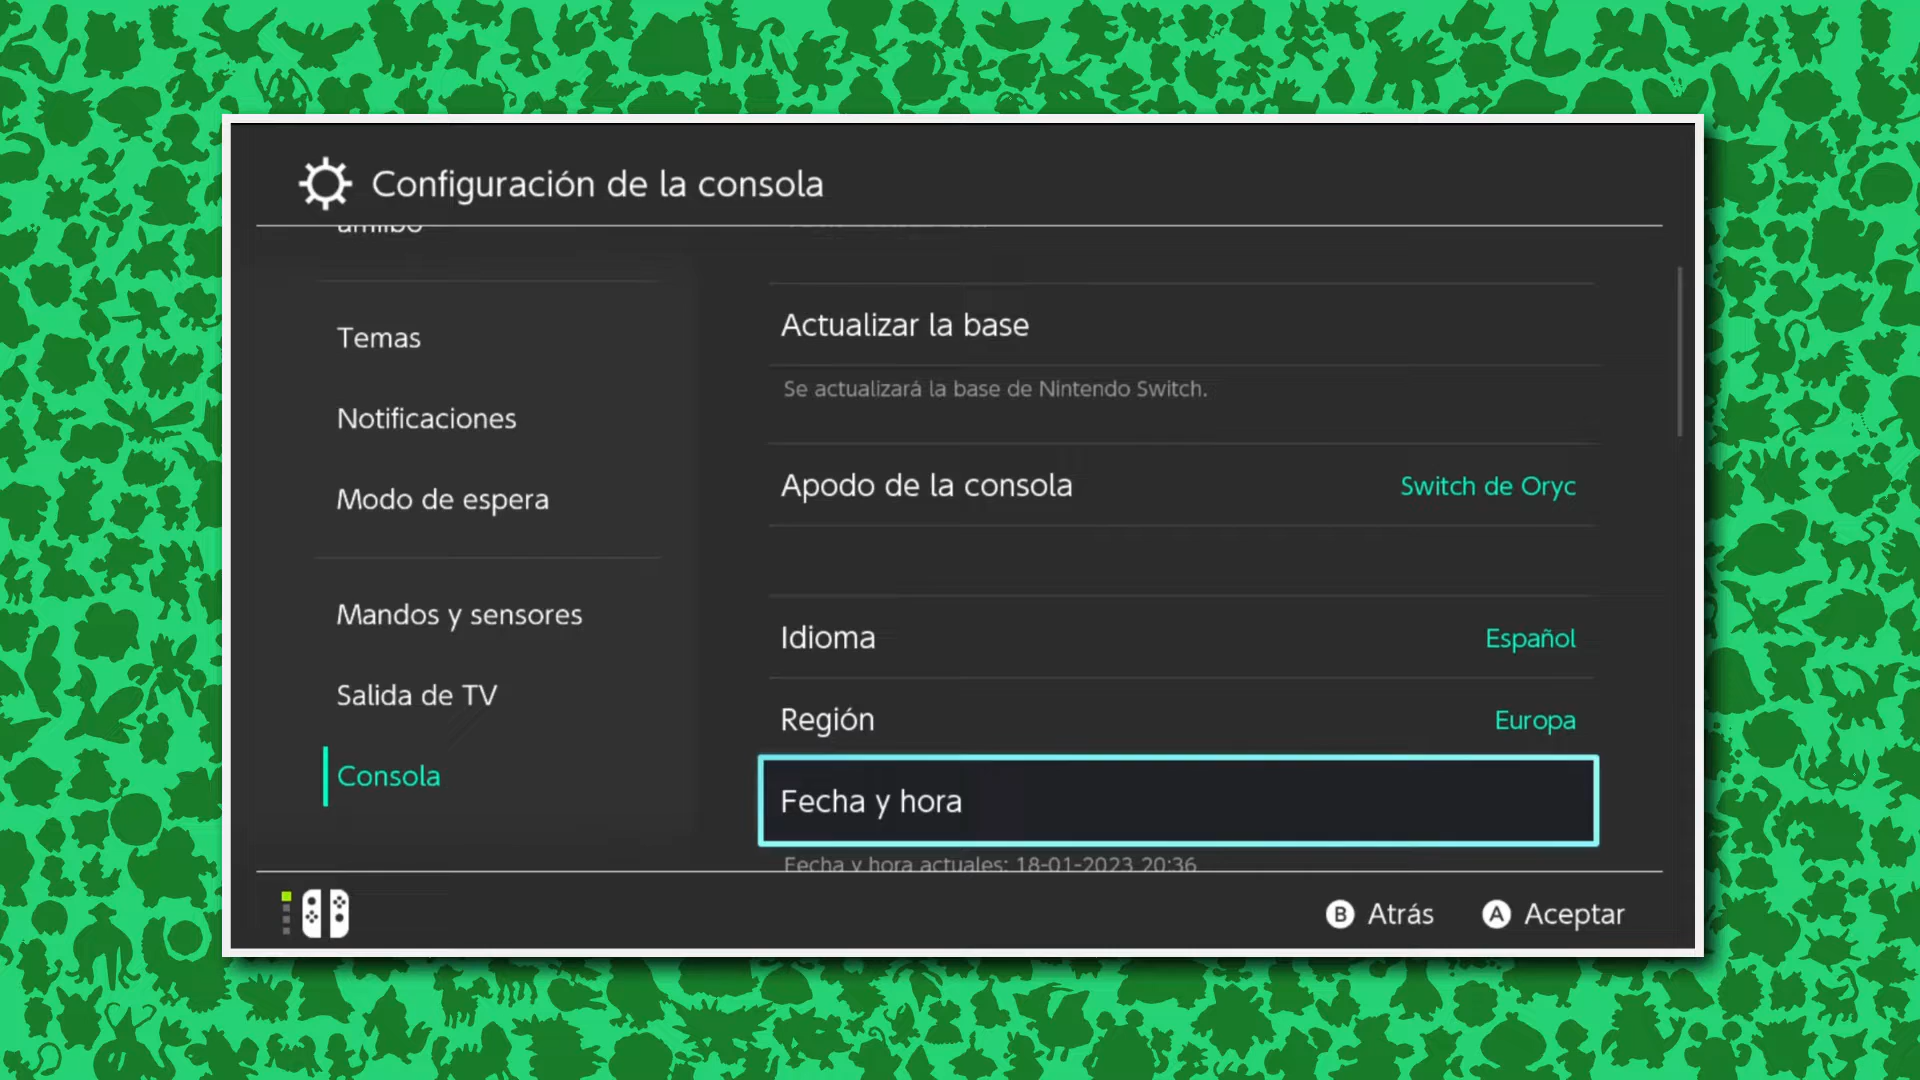 Configuración de la consola
amiibo
Temas
Notificaciones
Modo de espera
Mandos y sensores
Salida de TV
Consola
Actualizar la base
Se actualizará la base de Nintendo Switch.
Apodo de la consola
Switch de Oryc
Idioma
Español
Región
Europa
Fecha y hora
Fecha y hora actuales: 18-01-2023 20:36
B Atrás
A Aceptar